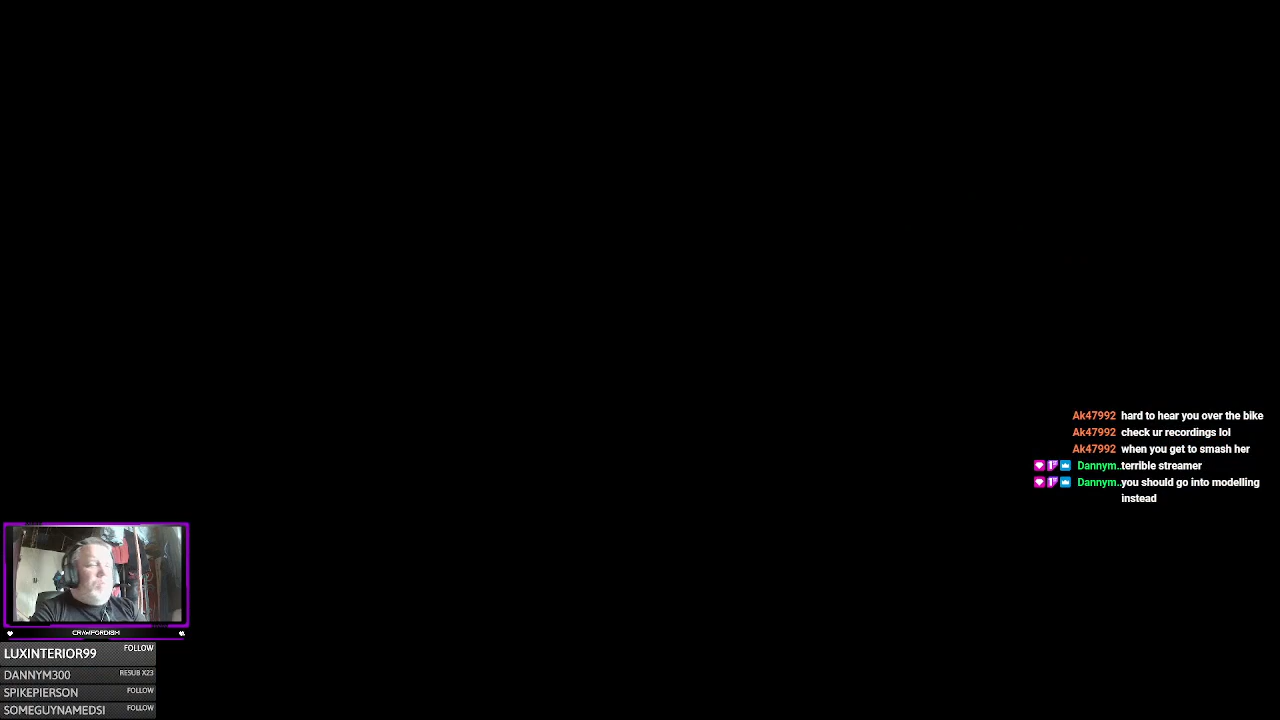 Ak47992 hard to hear you over the bike
Ak47992 check ur recordings lol
Ak47992 when you get to smash her
Dannym..terrible streamer
Dannym..you should go into modelling
instead
CRAWFORDISM
LUXINTERIOR99 FOLLOW
DANNYM300 RESUB X23
SPIKEPIERSON FOLLOW
SOMEGUYNAMEDSI FOLLOW